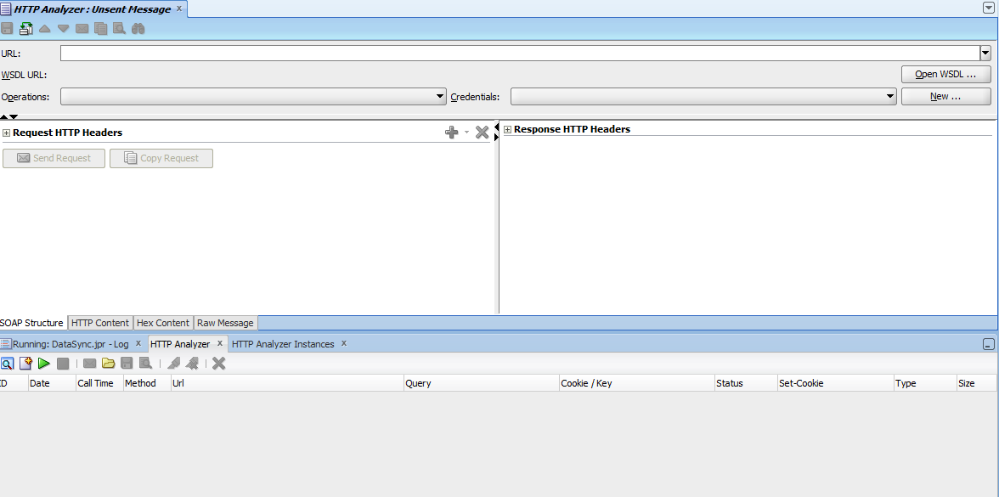 HTTP Analyzer : Unsent Message x
URL:
WSDL URL:
Open WSDL ...
Operations:
Credentials:
New ...
Request HTTP Headers
Response HTTP Headers
Send Request
Copy Request
SOAP Structure HTTP Content Hex Content Raw Message
Running: DataSync.jpr - Log x HTTP Analyzer x HTTP Analyzer Instances x
ID Date Call Time Method Url Query Cookie / Key Status Set-Cookie Type Size